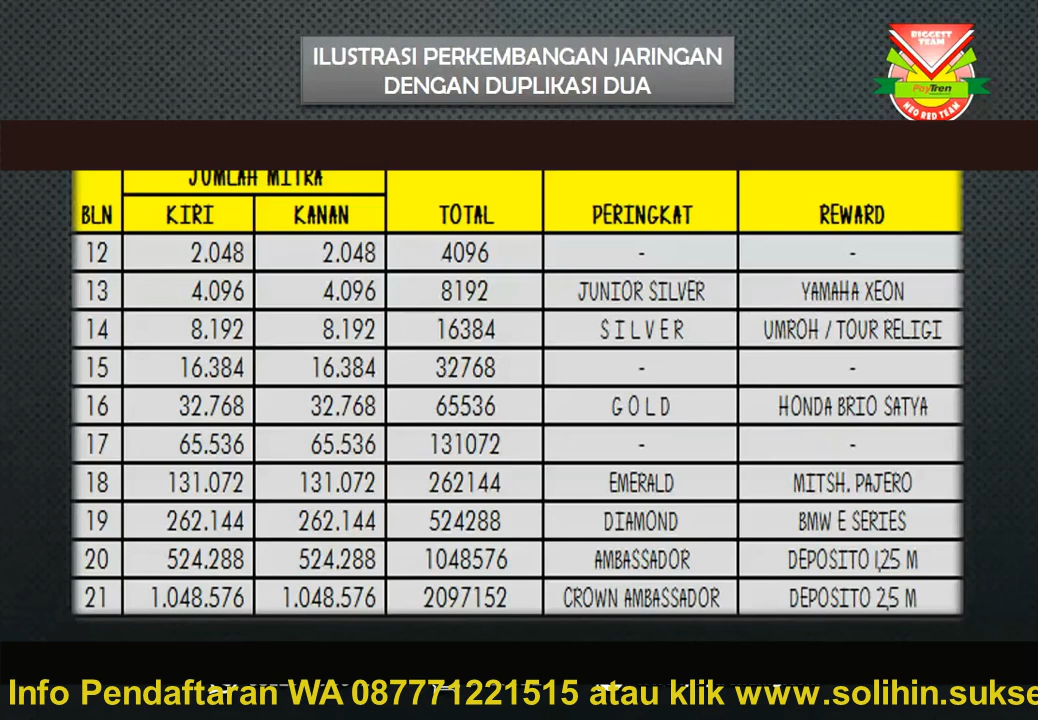 ILUSTRASI PERKEMBANGAN JARINGAN
DENGAN DUPLIKASI DUA
BIGGEST
TEAM
PayTren
NEO RED TEAM
JUMLAH MITRA
BLN KIRI KANAN TOTAL PERINGKAT REWARD
12 2.048 2.048 4096 - -
13 4.096 4.096 8192 JUNIOR SILVER YAMAHA XEON
14 8.192 8.192 16384 SILVER UMROH / TOUR RELIGI
15 16.384 16.384 32768 - -
16 32.768 32.768 65536 GOLD HONDA BRIO SATYA
17 65.536 65.536 131072 - -
18 131.072 131.072 262144 EMERALD MITSH. PAJERO
19 262.144 262.144 524288 DIAMOND BMW E SERIES
20 524.288 524.288 1048576 AMBASSADOR DEPOSITO 1,25 M
21 1.048.576 1.048.576 2097152 CROWN AMBASSADOR DEPOSITO 2,5 M
Info Pendaftaran WA 087771221515 atau klik www.solihin.sukse